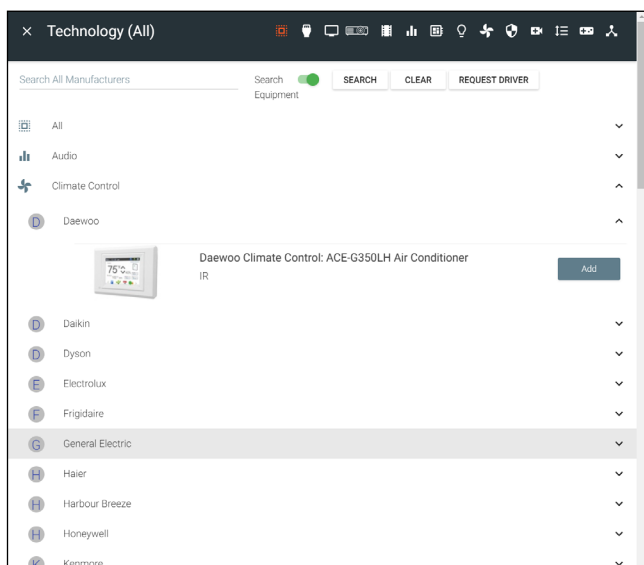 Technology (All)
Search All Manufacturers
Search
Equipment
SEARCH
CLEAR
REQUEST DRIVER
All
Audio
Climate Control
D
Daewoo
75°
Daewoo Climate Control: ACE-G350LH Air Conditioner
IR
Add
D
Daikin
D
Dyson
E
Electrolux
F
Frigidaire
G
General Electric
H
Haier
H
Harbour Breeze
H
Honeywell
K
Kenmore